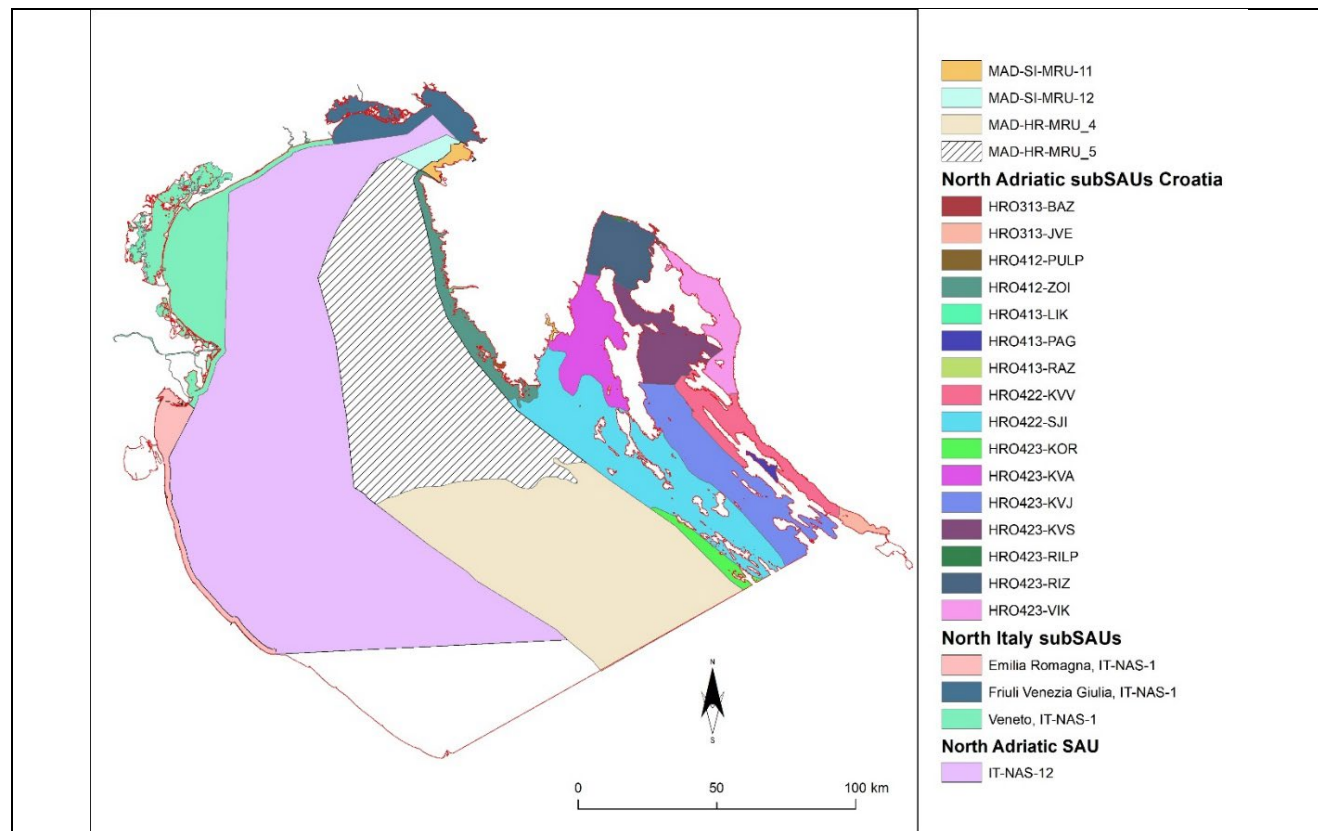 MAD-SI-MRU-11
MAD-SI-MRU-12
MAD-HR-MRU_4
MAD-HR-MRU_5
North Adriatic subSAUs Croatia
HRO313-BAZ
HRO313-JVE
HRO412-PULP
HRO412-ZOI
HRO413-LIK
HRO413-PAG
HRO413-RAZ
HRO422-KVV
HRO422-SJI
HRO423-KOR
HRO423-KVA
HRO423-KVJ
HRO423-KVS
HRO423-RILP
HRO423-RIZ
HRO423-VIK
North Italy subSAUs
Emilia Romagna, IT-NAS-1
Friuli Venezia Giulia, IT-NAS-1
Veneto, IT-NAS-1
North Adriatic SAU
IT-NAS-12
N
S
0 50 100 km